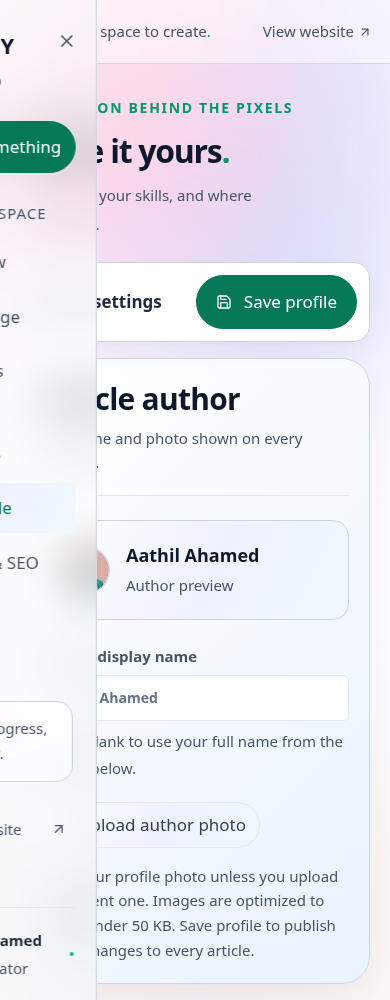 Y
mething
SPACE
w
ge
s
le
& SEO
ogress,
site
amed
ator
space to create.
View website
ON BEHIND THE PIXELS
e it yours.
your skills, and where
settings
Save profile
cle author
ne and photo shown on every
Aathil Ahamed
Author preview
display name
Ahamed
lank to use your full name from the
below.
pload author photo
ur profile photo unless you upload
ent one. Images are optimized to
nder 50 KB. Save profile to publish
hanges to every article.